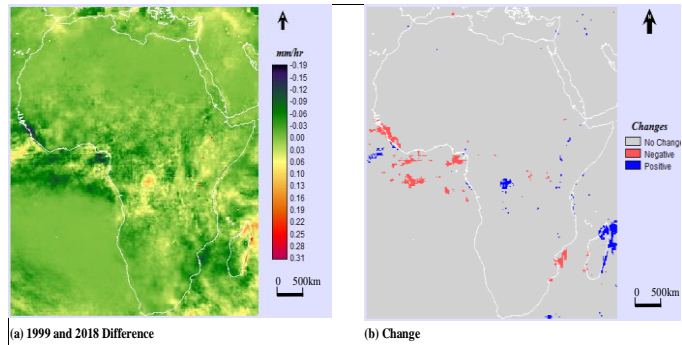 mm/hr
-0.19
-0.15
-0.12
-0.09
-0.06
-0.03
0.00
0.03
0.06
0.10
0.13
0.16
0.19
0.22
0.25
0.28
0.31
0 500km
(a) 1999 and 2018 Difference
Changes
No Change
Negative
Positive
0 500km
(b) Change